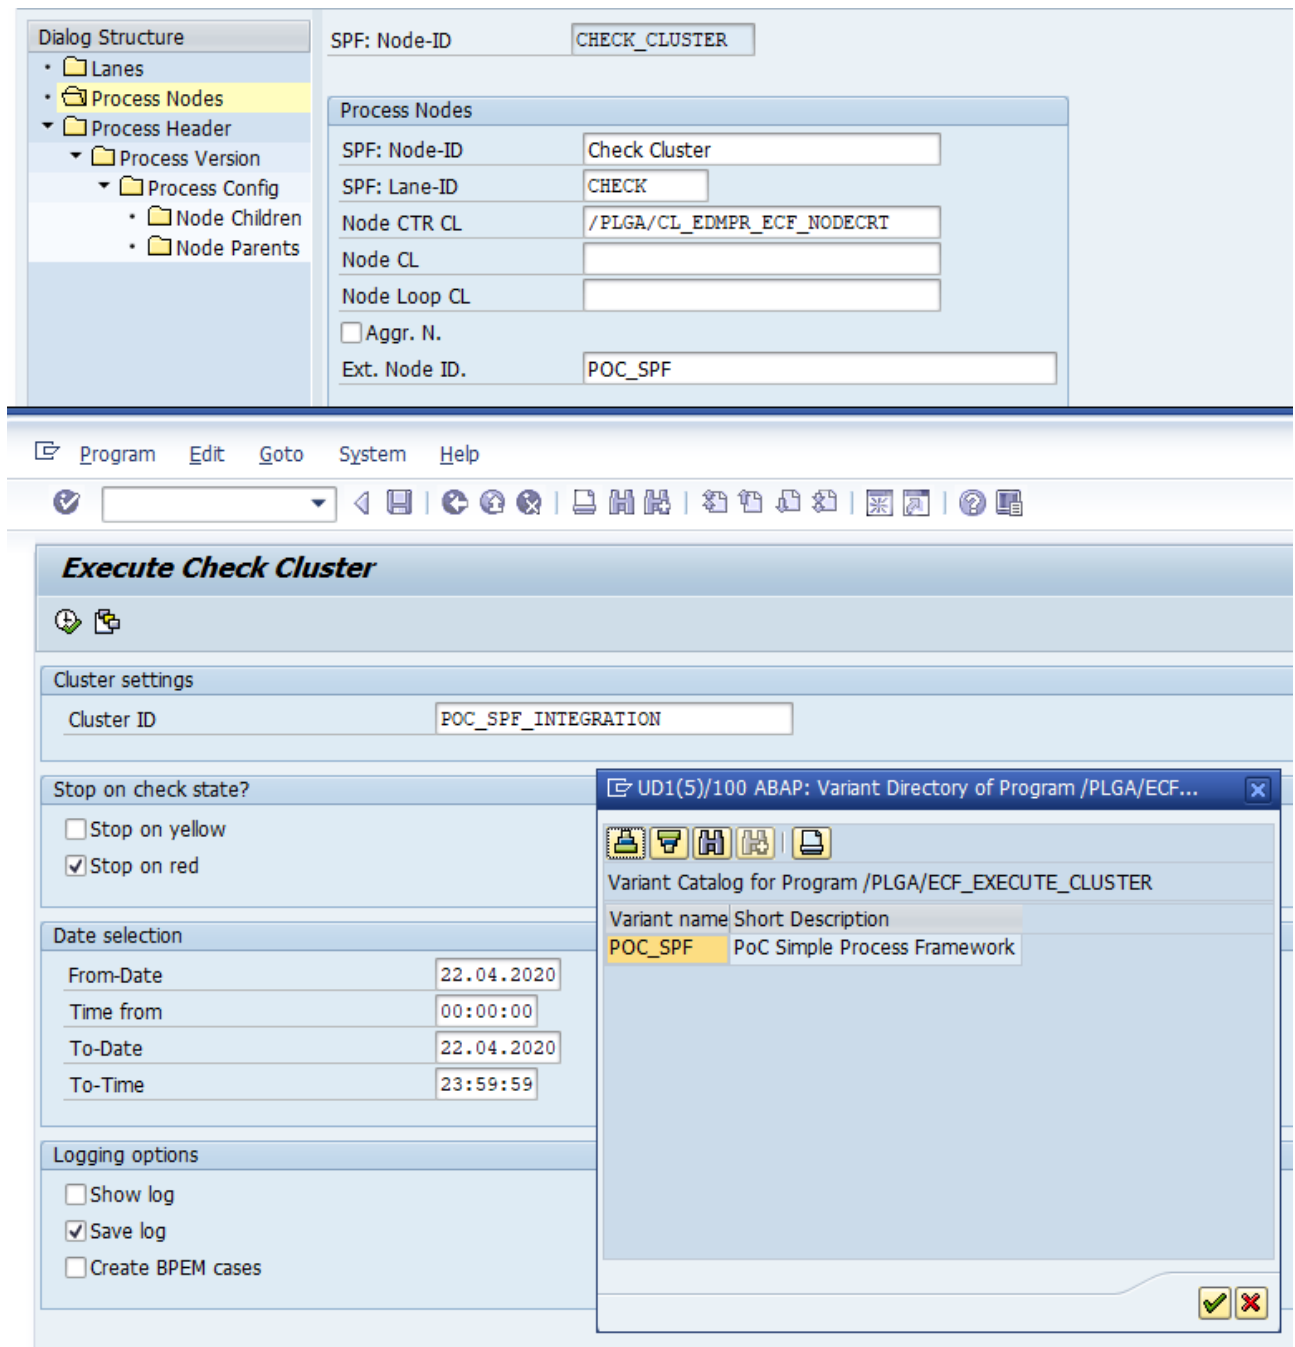 Dialog Structure
Lanes
Process Nodes
Process Header
Process Version
Process Config
Node Children
Node Parents
SPF: Node-ID CHECK_CLUSTER
Process Nodes
SPF: Node-ID Check Cluster
SPF: Lane-ID CHECK
Node CTR CL /PLGA/CL_EDMPR_ECF_NODECRT
Node CL
Node Loop CL
Aggr. N.
Ext. Node ID. POC_SPF
Program Edit Goto System Help
Execute Check Cluster
Cluster settings
Cluster ID POC_SPF_INTEGRATION
Stop on check state?
Stop on yellow
Stop on red
Date selection
From-Date 22.04.2020
Time from 00:00:00
To-Date 22.04.2020
To-Time 23:59:59
Logging options
Show log
Save log
Create BPEM cases
UD1(5)/100 ABAP: Variant Directory of Program /PLGA/ECF...
Variant Catalog for Program /PLGA/ECF_EXECUTE_CLUSTER
Variant name Short Description
POC_SPF PoC Simple Process Framework